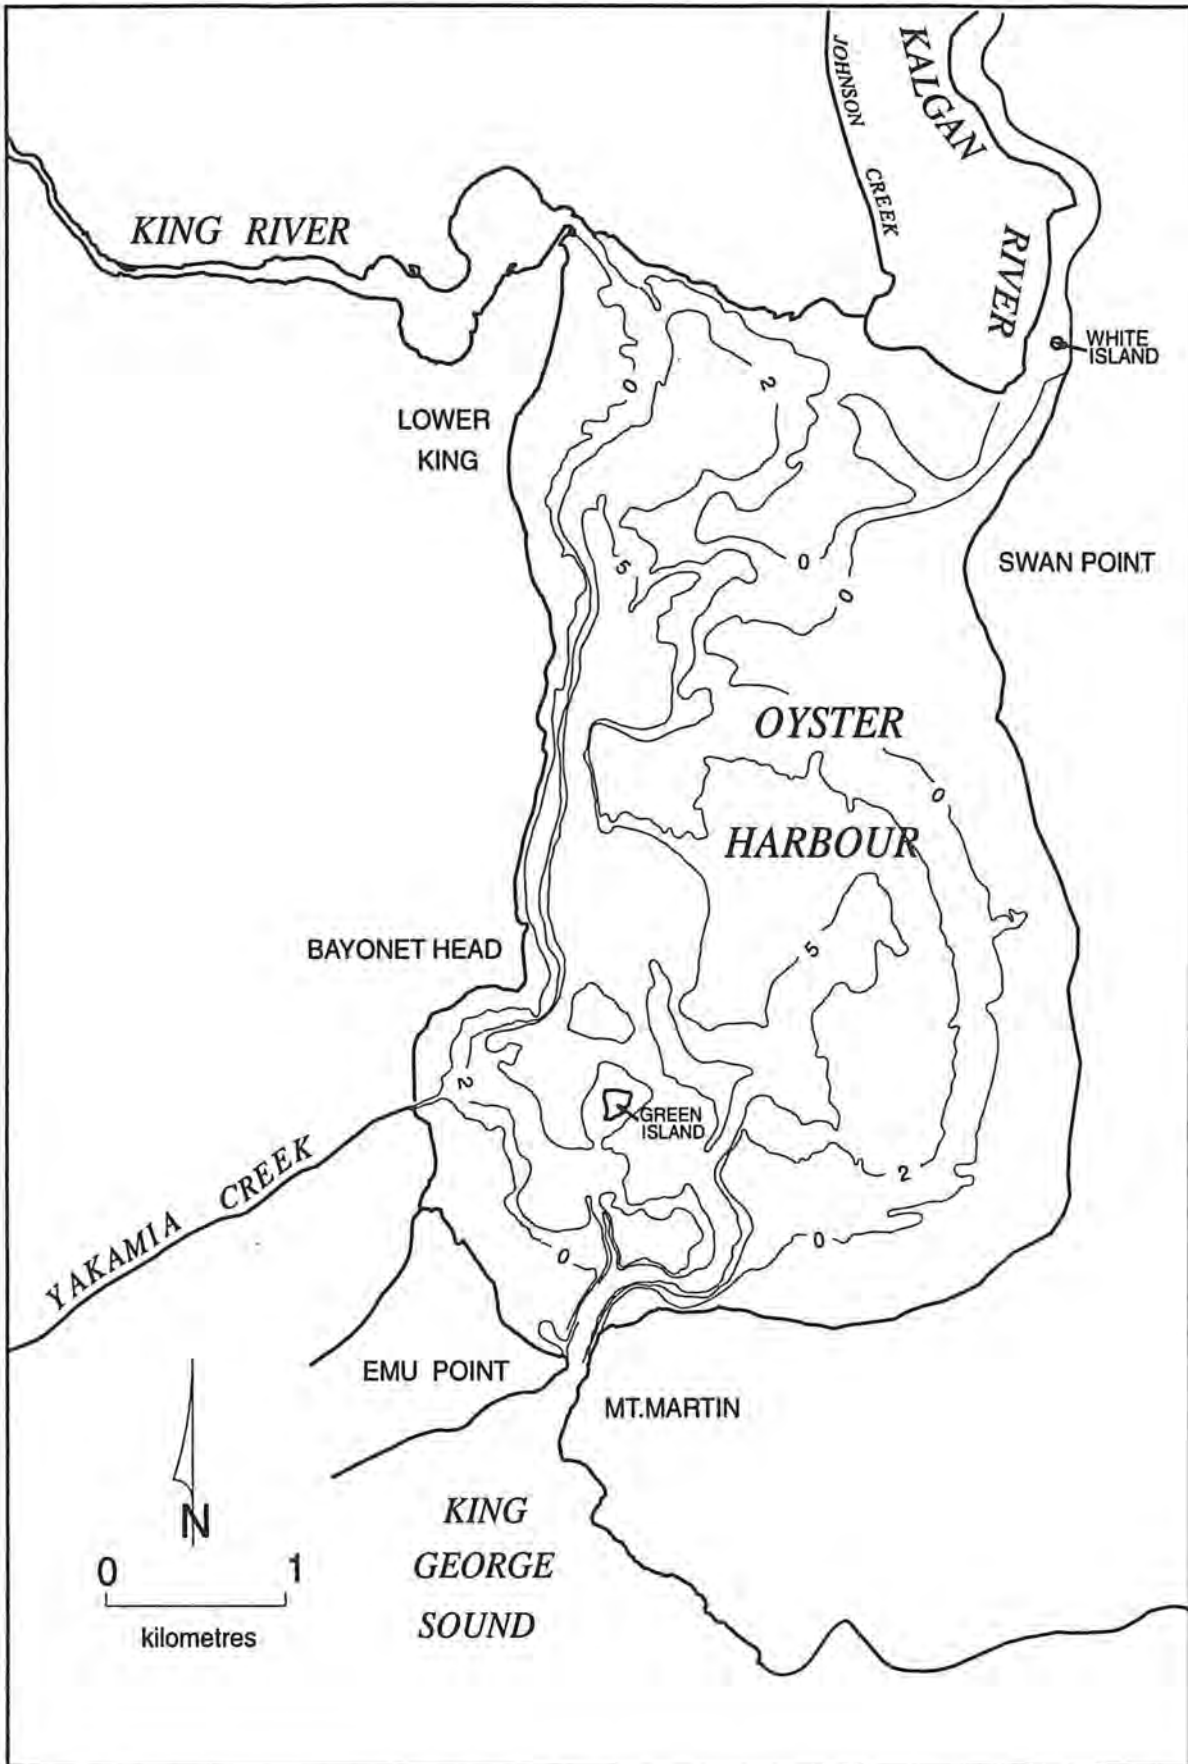 JOHNSON
CREEK
KALGAN
RIVER
KING RIVER
WHITE
ISLAND
0
2
LOWER
KING
5
0
SWAN POINT
0
OYSTER
0
HARBOUR
BAYONET HEAD
5
2
GREEN
ISLAND
YAKAMIA CREEK
2
0
0
EMU POINT
MT.MARTIN
N
0 1
kilometres
KING
GEORGE
SOUND